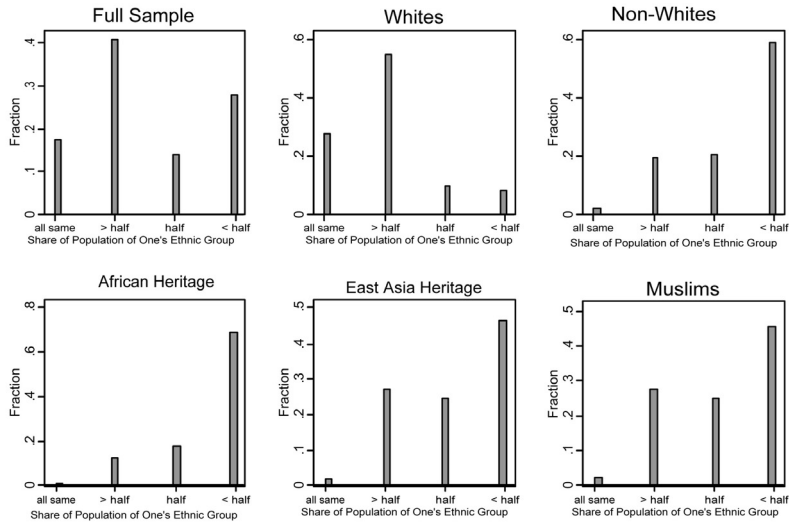 Full Sample
Fraction
.4
.3
.2
.1
0
all same > half half < half
Share of Population of One's Ethnic Group
Whites
Fraction
.6
.4
.2
0
all same > half half < half
Share of Population of One's Ethnic Group
Non-Whites
Fraction
.6
.4
.2
0
all same > half half < half
Share of Population of One's Ethnic Group
African Heritage
Fraction
.8
.6
.4
.2
0
all same > half half < half
Share of Population of One's Ethnic Group
East Asia Heritage
Fraction
.5
.4
.3
.2
.1
0
all same > half half < half
Share of Population of One's Ethnic Group
Muslims
Fraction
.5
.4
.3
.2
.1
0
all same > half half < half
Share of Population of One's Ethnic Group